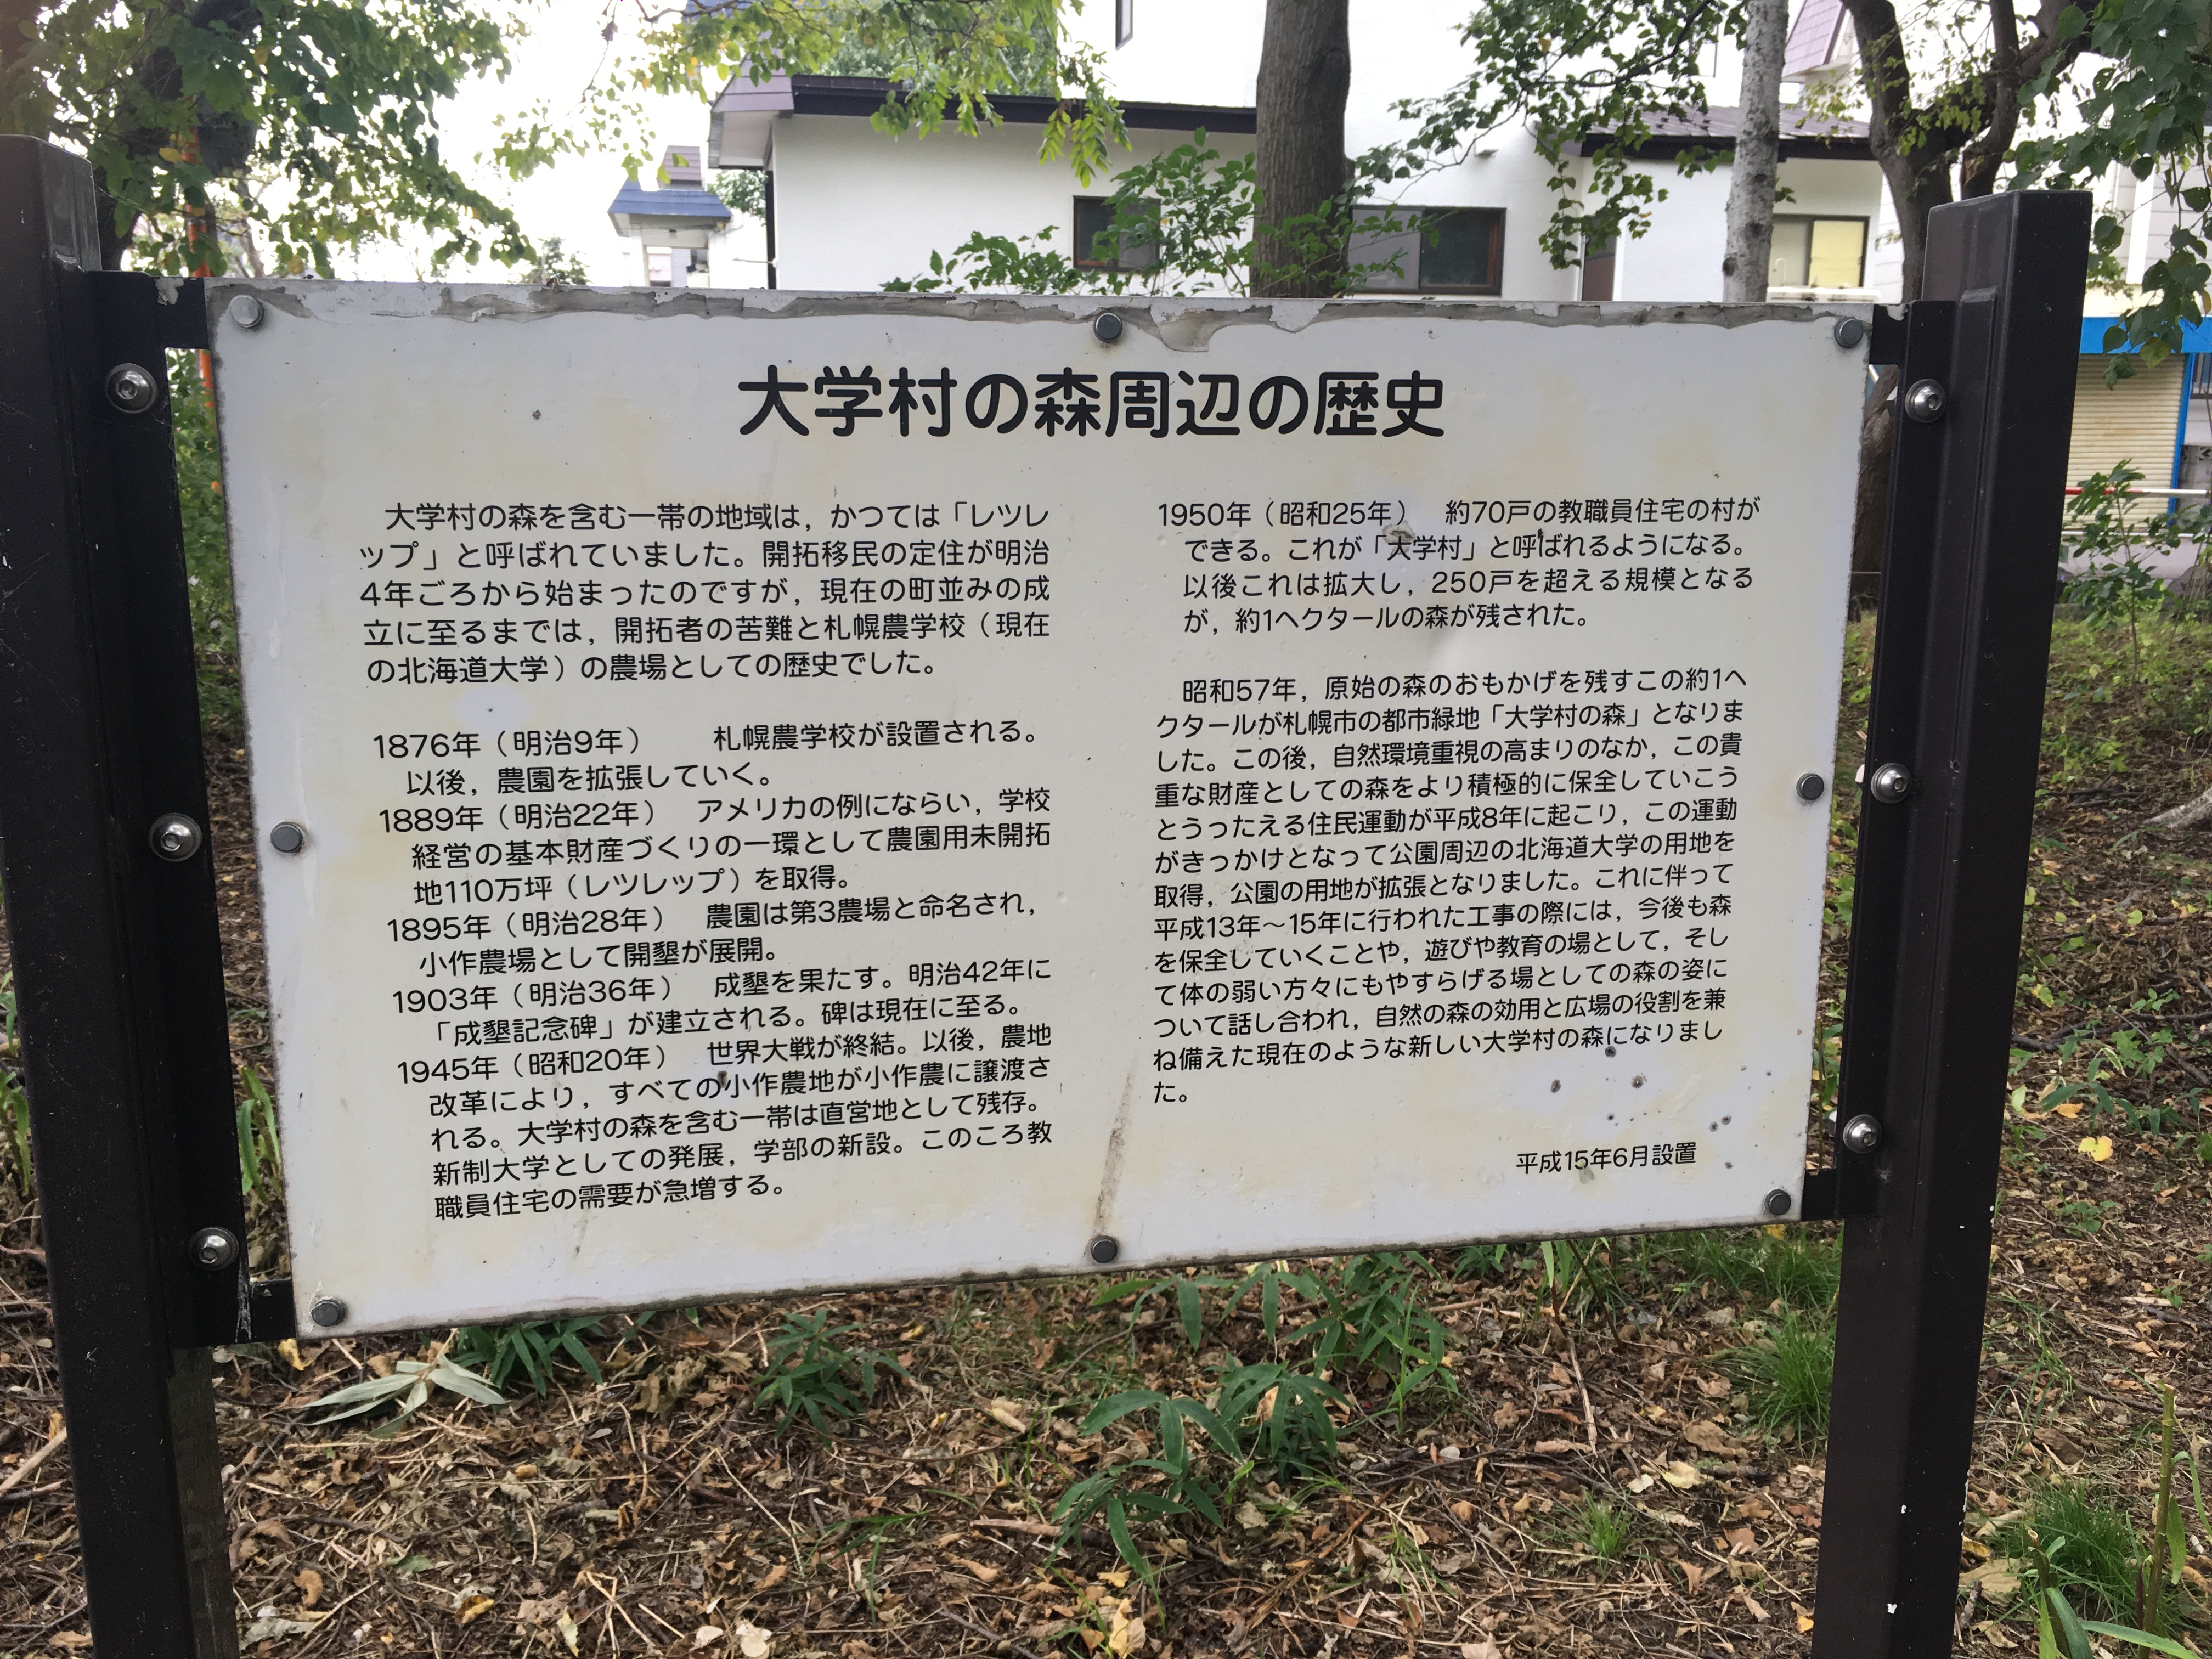 大学村の森周辺の歴史
大学村の森を含む一帯の地域は，かつては「レツレ
ップ」と呼ばれていました。開拓移民の定住が明治
4年ごろから始まったのですが，現在の町並みの成
立に至るまでは，開拓者の苦難と札幌農学校（現在
の北海道大学）の農場としての歴史でした。
1876年（明治9年）　札幌農学校が設置される。
以後，農園を拡張していく。
1889年（明治22年）　アメリカの例にならい，学校
経営の基本財産づくりの一環として農園用未開拓
地110万坪（レツレップ）を取得。
1895年（明治28年）　農園は第3農場と命名され，
小作農場として開墾が展開。
1903年（明治36年）　成墾を果たす。明治42年に
「成墾記念碑」が建立される。碑は現在に至る。
1945年（昭和20年）　世界大戦が終結。以後，農地
改革により，すべての小作農地が小作農に譲渡さ
れる。大学村の森を含む一帯は直営地として残存。
新制大学としての発展，学部の新設。このころ教
職員住宅の需要が急増する。
1950年（昭和25年）　約70戸の教職員住宅の村が
できる。これが「大学村」と呼ばれるようになる。
以後これは拡大し，250戸を超える規模となる
が，約1ヘクタールの森が残された。
昭和57年，原始の森のおもかげを残すこの約1ヘ
クタールが札幌市の都市緑地「大学村の森」となりま
した。この後，自然環境重視の高まりのなか，この貴
重な財産としての森をより積極的に保全していこう
とうったえる住民運動が平成8年に起こり，この運動
がきっかけとなって公園周辺の北海道大学の用地を
取得，公園の用地が拡張となりました。これに伴って
平成13年～15年に行われた工事の際には，今後も森
を保全していくことや，遊びや教育の場として，そし
て体の弱い方々にもやすらげる場としての森の姿に
ついて話し合われ，自然の森の効用と広場の役割を兼
ね備えた現在のような新しい大学村の森になりまし
た。
平成15年6月設置